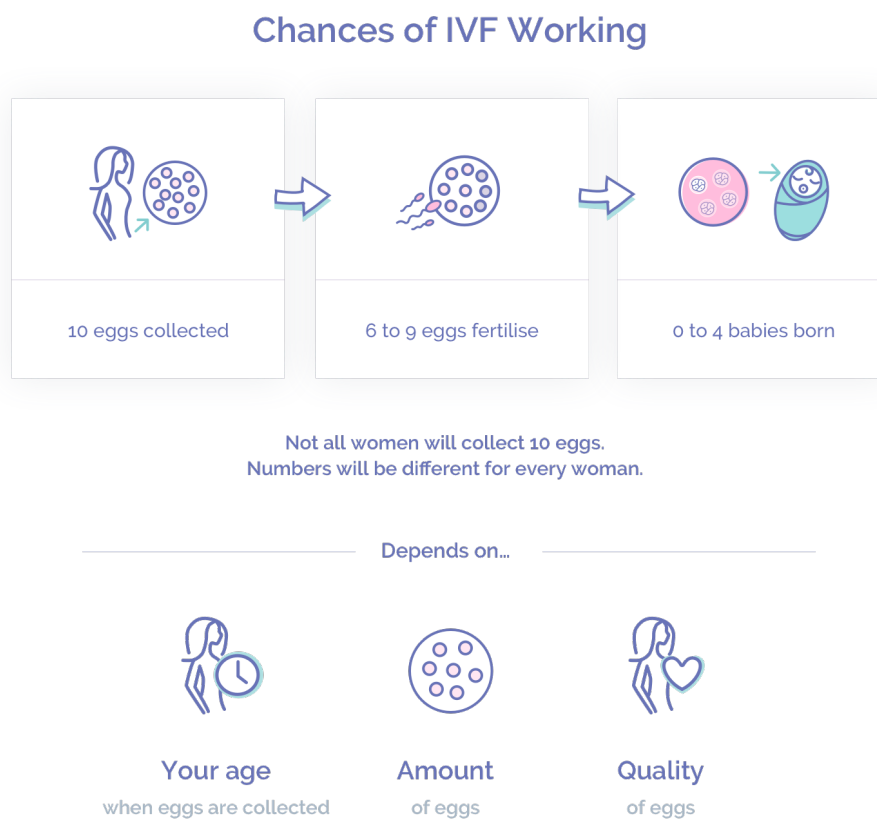 Chances of IVF Working
10 eggs collected
6 to 9 eggs fertilise
0 to 4 babies born
Not all women will collect 10 eggs.
Numbers will be different for every woman.
Depends on...
Your age
when eggs are collected
Amount
of eggs
Quality
of eggs